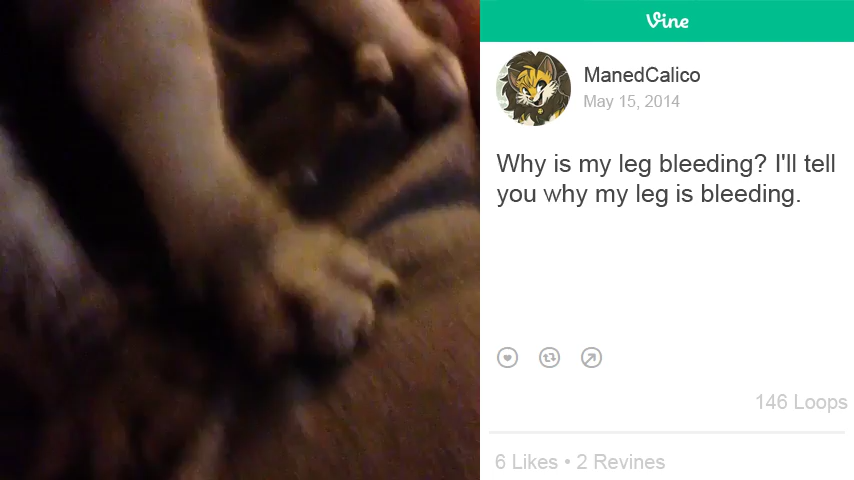 Vine
ManedCalico
May 15, 2014
Why is my leg bleeding? I'll tell
you why my leg is bleeding.
146 Loops
6 Likes • 2 Revines